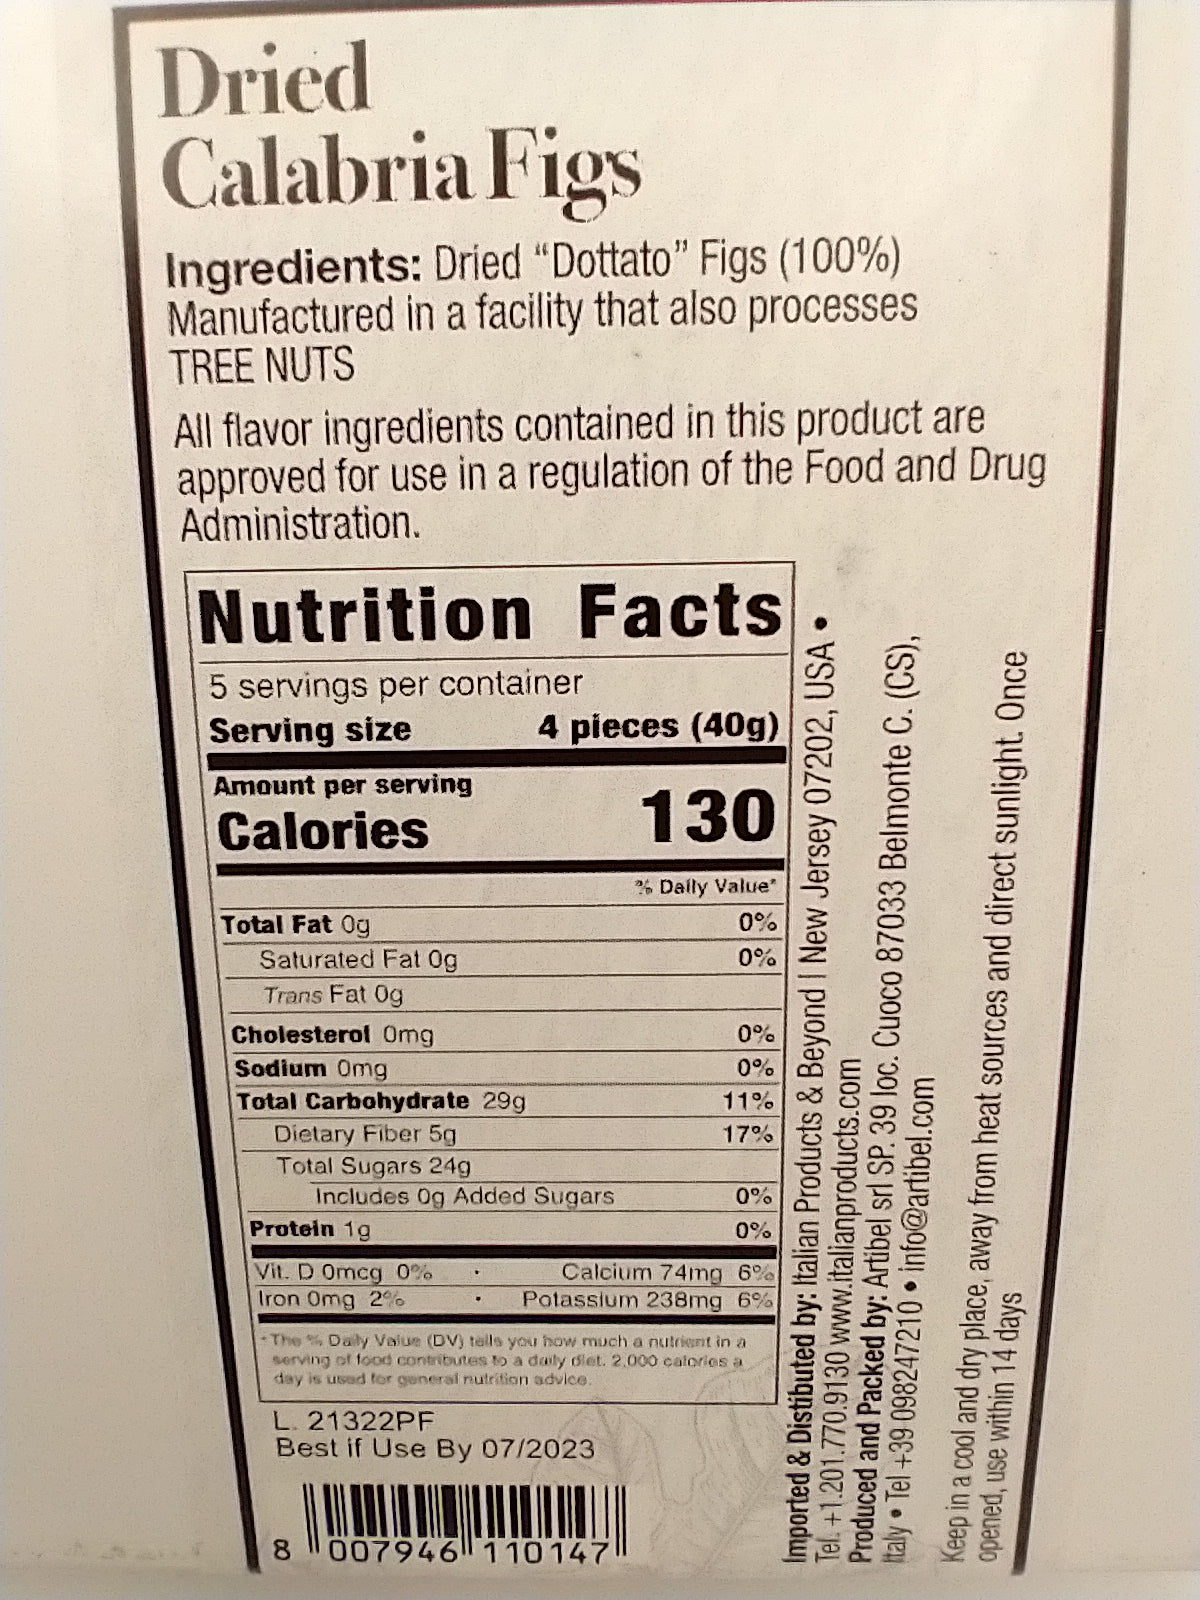 Dried
Calabria Figs
Ingredients: Dried “Dottato” Figs (100%)
Manufactured in a facility that also processes
TREE NUTS
All flavor ingredients contained in this product are
approved for use in a regulation of the Food and Drug
Administration.
Nutrition Facts
5 servings per container
Serving size 4 pieces (40g)
Amount per serving
Calories 130
% Daily Value*
Total Fat 0g 0%
Saturated Fat 0g 0%
Trans Fat 0g
Cholesterol 0mg 0%
Sodium 0mg 0%
Total Carbohydrate 29g 11%
Dietary Fiber 5g 17%
Total Sugars 24g
Includes 0g Added Sugars 0%
Protein 1g 0%
Vit. D 0mcg 0% · Calcium 74mg 6%
Iron 0mg 2% · Potassium 238mg 6%
*The % Daily Value (DV) tells you how much a nutrient in a
serving of food contributes to a daily diet. 2,000 calories a
day is used for general nutrition advice.
L. 21322PF
Best if Use By 07/2023
8 007946 110147
Imported & Distibuted by: Italian Products & Beyond | New Jersey 07202, USA •
Tel. +1.201.770.9130 www.italianproducts.com
Produced and Packed by: Artibel srl SP. 39 loc. Cuoco 87033 Belmonte C. (CS),
Italy • Tel +39 098247210 • info@artibel.com
Keep in a cool and dry place, away from heat sources and direct sunlight. Once
opened, use within 14 days